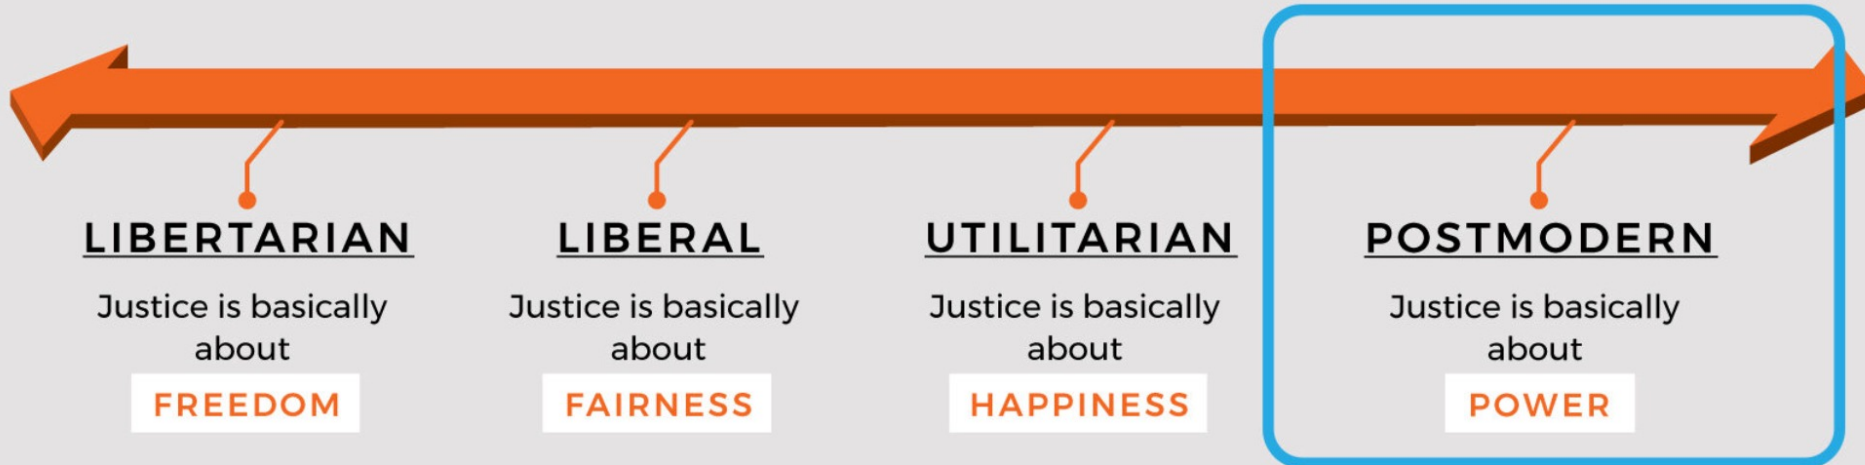 LIBERTARIAN
Justice is basically
about
FREEDOM
LIBERAL
Justice is basically
about
FAIRNESS
UTILITARIAN
Justice is basically
about
HAPPINESS
POSTMODERN
Justice is basically
about
POWER